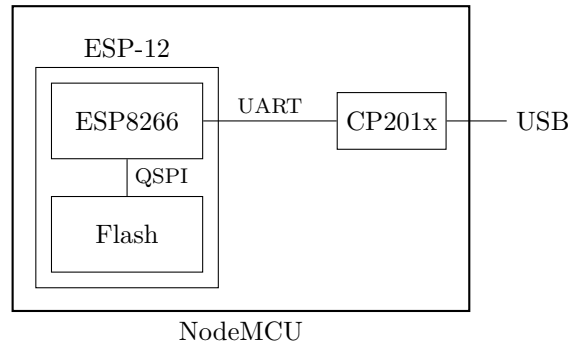 ESP-12
ESP8266
UART
CP201x
USB
QSPI
Flash
NodeMCU